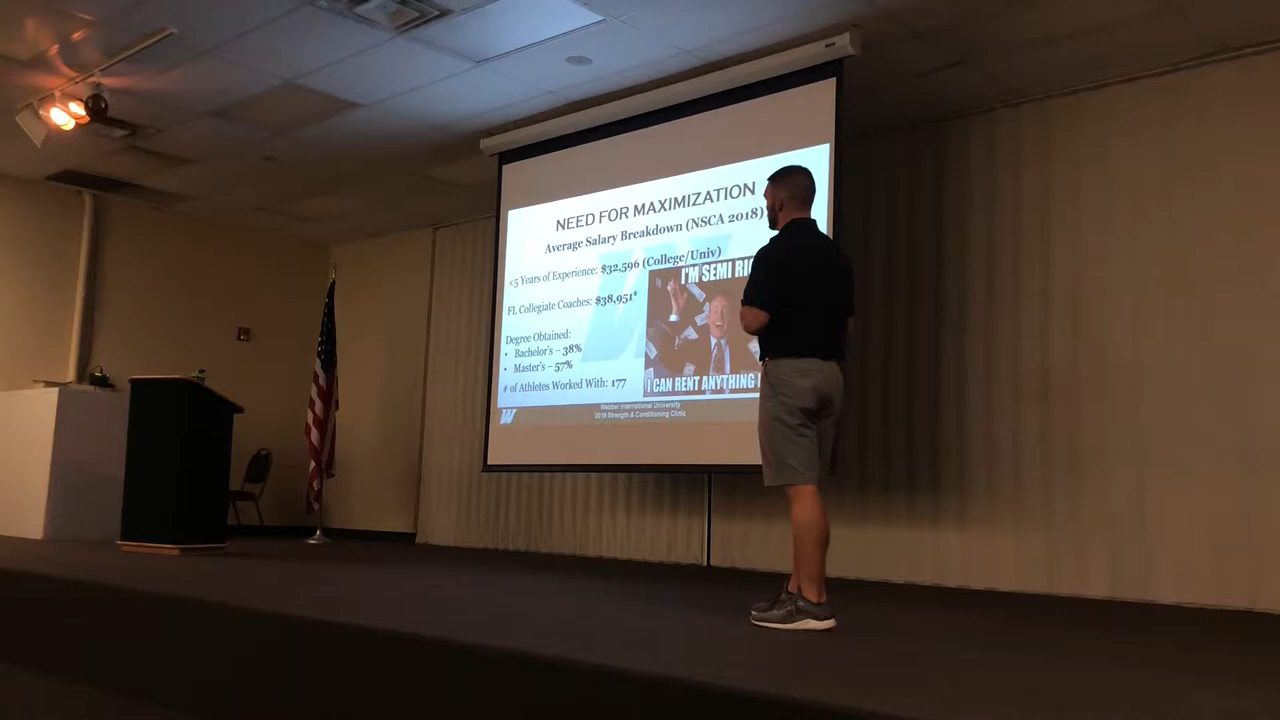 NEED FOR MAXIMIZATION
Average Salary Breakdown (NSCA 2018)
<5 Years of Experience: $32,596 (College/Univ)
FL Collegiate Coaches: $38,951*
Degree Obtained:
• Bachelor's – 38%
• Master's – 57%
# of Athletes Worked With: 177
I'M SEMI RI
I CAN RENT ANYTHING I
W
Webber International University
2019 Strength & Conditioning Clinic